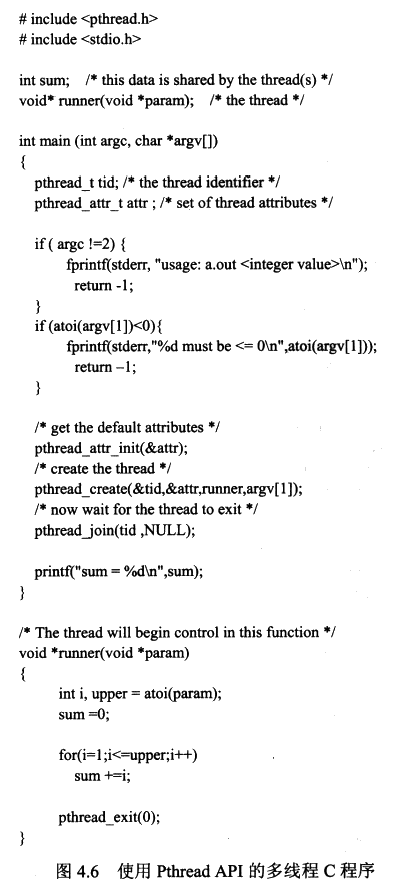 # include <pthread.h>
# include <stdio.h>
int sum; /* this data is shared by the thread(s) */
void* runner(void *param); /* the thread */
int main (int argc, char *argv[])
{
pthread_t tid; /* the thread identifier */
pthread_attr_t attr ; /* set of thread attributes */
if ( argc !=2) {
fprintf(stderr, "usage: a.out <integer value>\n");
return -1;
}
if (atoi(argv[1])<0){
fprintf(stderr,"%d must be <= 0\n",atoi(argv[1]));
return –1;
}
/* get the default attributes */
pthread_attr_init(&attr);
/* create the thread */
pthread_create(&tid,&attr,runner,argv[1]);
/* now wait for the thread to exit */
pthread_join(tid ,NULL);
printf("sum = %d\n",sum);
}
/* The thread will begin control in this function */
void *runner(void *param)
{
int i, upper = atoi(param);
sum =0;
for(i=1;i<=upper;i++)
sum +=i;
pthread_exit(0);
}
图 4.6 使用 Pthread API 的多线程 C 程序